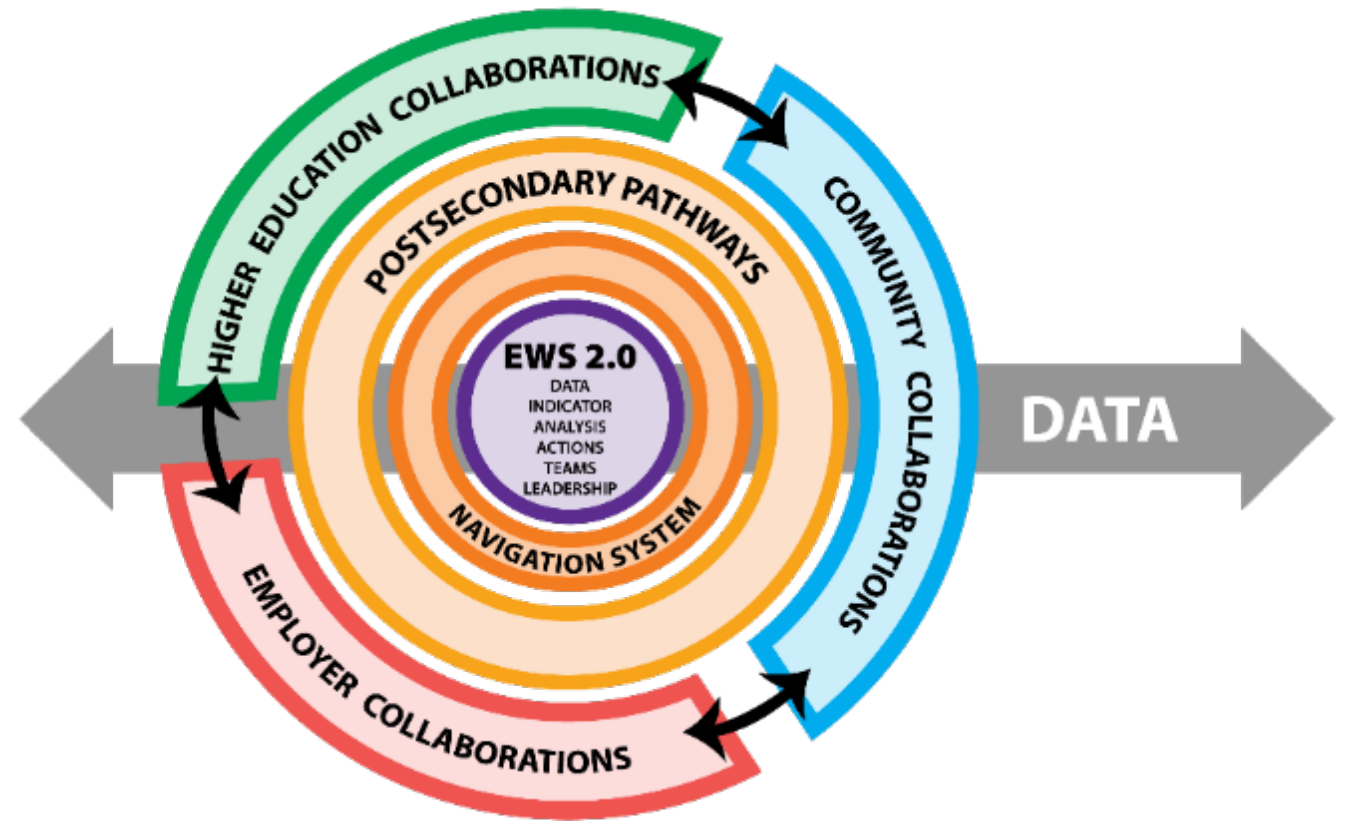 HIGHER EDUCATION COLLABORATIONS
COMMUNITY COLLABORATIONS
POSTSECONDARY PATHWAYS
EWS 2.0
DATA
INDICATOR
ANALYSIS
ACTIONS
TEAMS
LEADERSHIP
NAVIGATION SYSTEM
DATA
EMPLOYER COLLABORATIONS